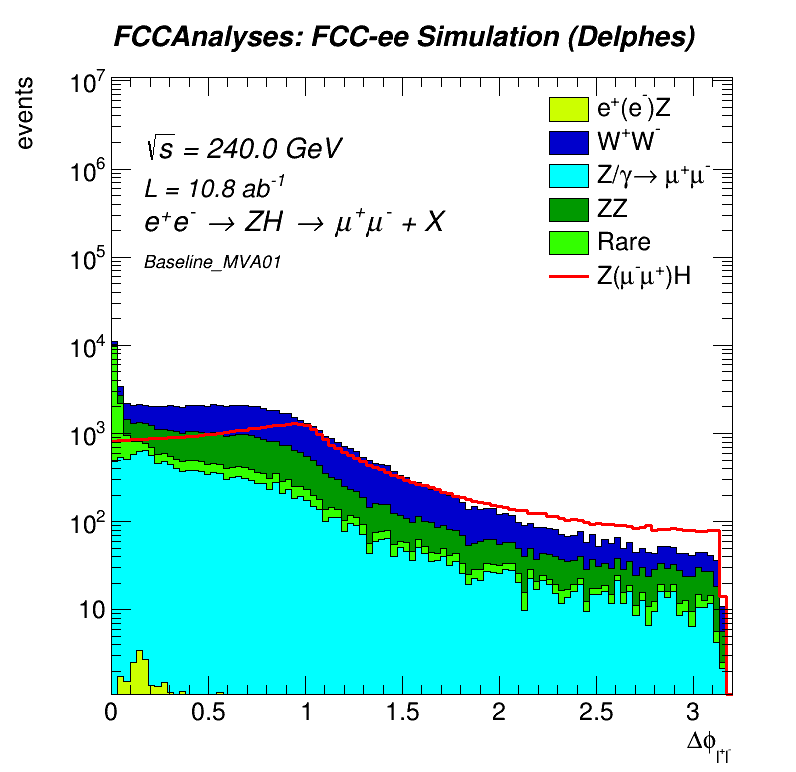 FCCAnalyses: FCC-ee Simulation (Delphes)
events
10⁷
10⁶
10⁵
10⁴
10³
10²
10
√s = 240.0 GeV
L = 10.8 ab⁻¹
e⁺e⁻ → ZH → μ⁺μ⁻ + X
Baseline_MVA01
e⁺(e⁻)Z
W⁺W⁻
Z/γ→ μ⁺μ⁻
ZZ
Rare
Z(μ⁻μ⁺)H
0 0.5 1 1.5 2 2.5 3
Δϕ_l⁺l⁻